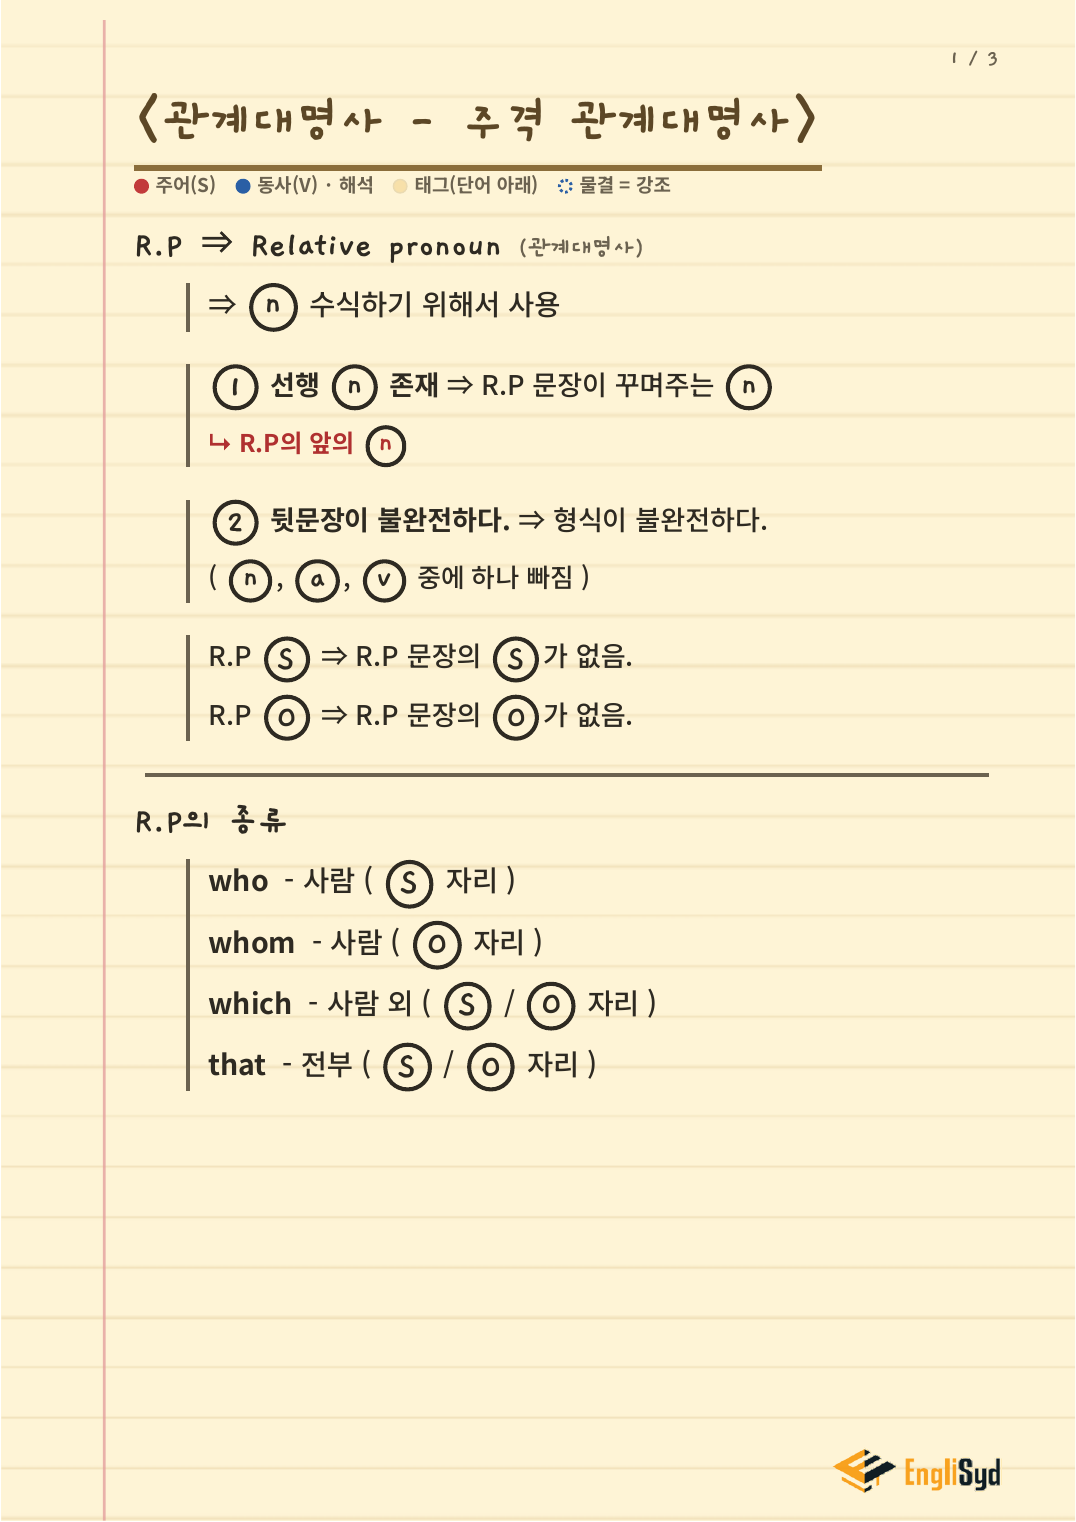 1 / 3
<관계대명사 - 주격 관계대명사>
주어(S) 동사(V) · 해석 태그(단어 아래) 물결 = 강조
R.P ⇒ Relative pronoun (관계대명사)
⇒ n 수식하기 위해서 사용
1 선행 n 존재 ⇒ R.P 문장이 꾸며주는 n
↳ R.P의 앞의 n
2 뒷문장이 불완전하다. ⇒ 형식이 불완전하다.
( n, a, v 중에 하나 빠짐 )
R.P S ⇒ R.P 문장의 S가 없음.
R.P O ⇒ R.P 문장의 O가 없음.
R.P의 종류
who - 사람 ( S 자리 )
whom - 사람 ( O 자리 )
which - 사람 외 ( S / O 자리 )
that - 전부 ( S / O 자리 )
EngliSyd